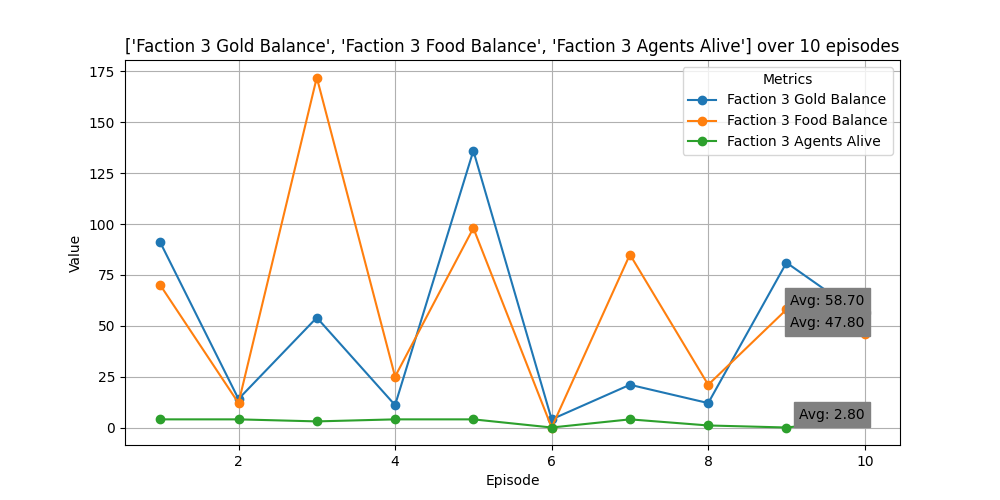 ['Faction 3 Gold Balance', 'Faction 3 Food Balance', 'Faction 3 Agents Alive'] over 10 episodes
Metrics
Faction 3 Gold Balance
Faction 3 Food Balance
Faction 3 Agents Alive
175
150
125
100
75
50
25
0
Value
Avg: 58.70
Avg: 47.80
Avg: 2.80
2
4
6
8
10
Episode